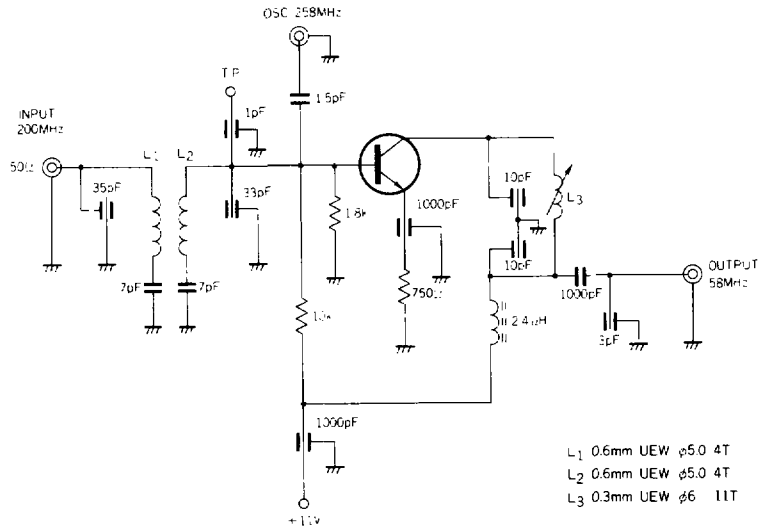 OSC 258MHz
T.P.
1.5pF
1pF
INPUT
200MHz
L1
L2
50Ω
35pF
33pF
1.8k
1000pF
10pF
L3
10pF
OUTPUT
58MHz
7pF
7pF
750Ω
1000pF
10k
2.4μH
3pF
1000pF
+11V
L1 0.6mm UEW φ5.0 4T
L2 0.6mm UEW φ5.0 4T
L3 0.3mm UEW φ6 11T